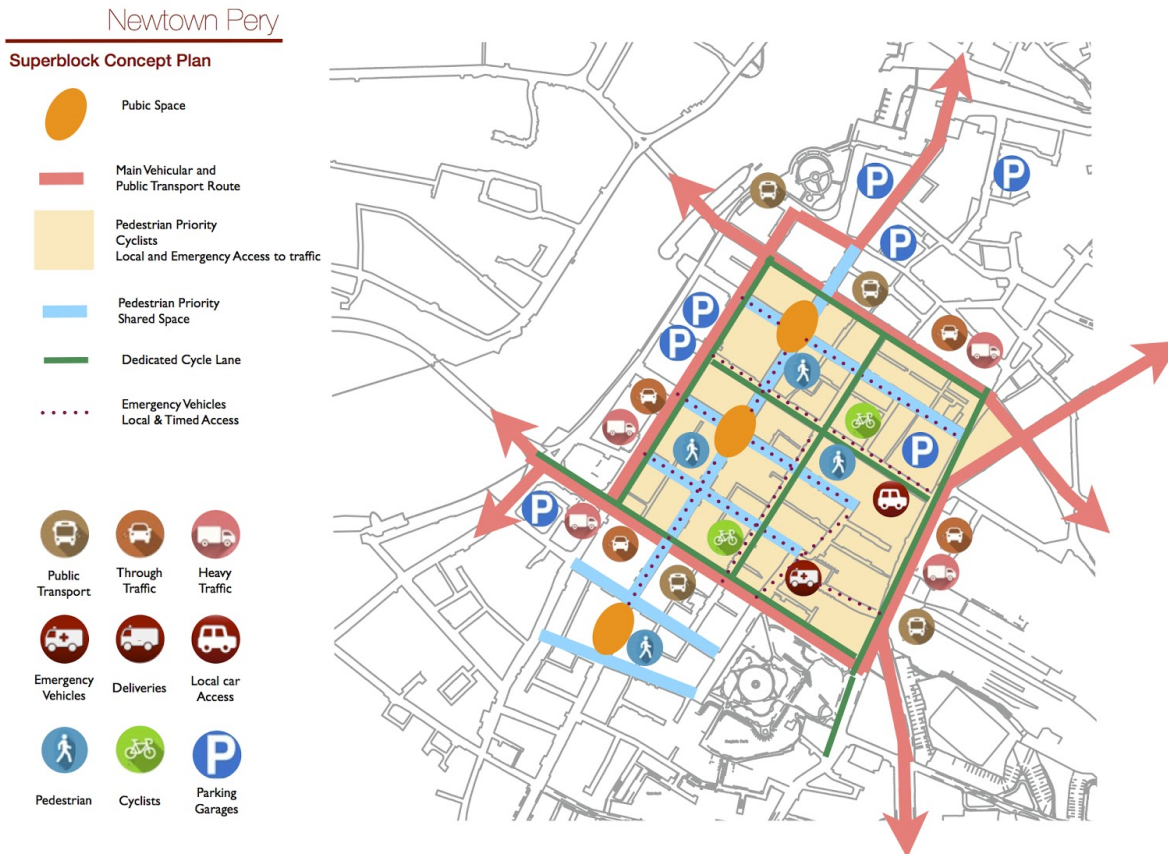 Newtown Pery
Superblock Concept Plan
Pubic Space
Main Vehicular and
Public Transport Route
Pedestrian Priority
Cyclists
Local and Emergency Access to traffic
Pedestrian Priority
Shared Space
Dedicated Cycle Lane
Emergency Vehicles
Local & Timed Access
Public
Transport
Through
Traffic
Heavy
Traffic
Emergency
Vehicles
Deliveries
Local car
Access
Pedestrian
Cyclists
P
Parking
Garages
P
P
P
P
P
P
P